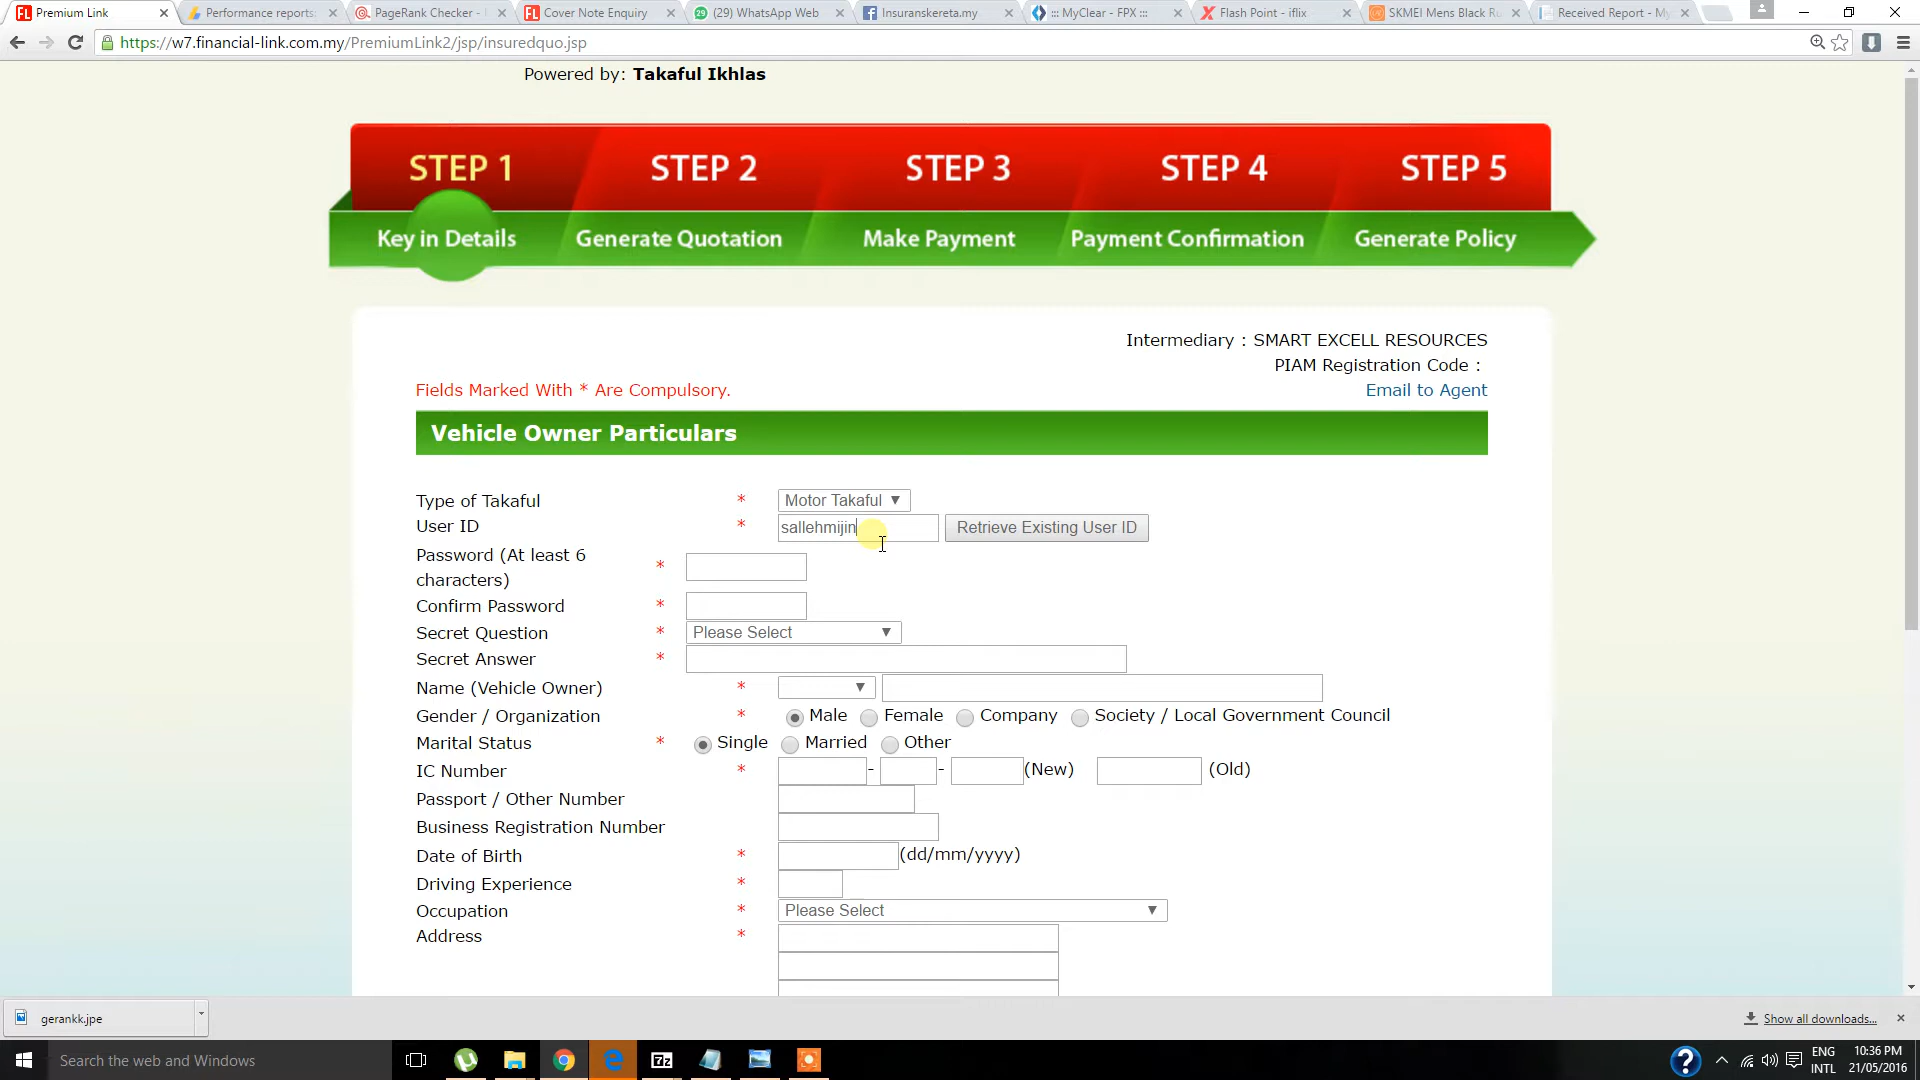 Premium Link
Performance reports:
PageRank Checker -
Cover Note Enquiry
(29) WhatsApp Web
Insuranskereta.my
::: MyClear - FPX :::
Flash Point - iflix
SKMEI Mens Black Ru
Received Report - My
https://w7.financial-link.com.my/PremiumLink2/jsp/insuredquo.jsp
Powered by: Takaful Ikhlas
STEP 1
STEP 2
STEP 3
STEP 4
STEP 5
Key in Details
Generate Quotation
Make Payment
Payment Confirmation
Generate Policy
Intermediary : SMART EXCELL RESOURCES
PIAM Registration Code :
Fields Marked With * Are Compulsory.
Email to Agent
Vehicle Owner Particulars
Type of Takaful * Motor Takaful
User ID * sallehmijin Retrieve Existing User ID
Password (At least 6
characters) *
Confirm Password *
Secret Question * Please Select
Secret Answer *
Name (Vehicle Owner) *
Gender / Organization * Male Female Company Society / Local Government Council
Marital Status * Single Married Other
IC Number * - - (New) (Old)
Passport / Other Number
Business Registration Number
Date of Birth * (dd/mm/yyyy)
Driving Experience *
Occupation * Please Select
Address *
gerankk.jpe
Show all downloads...
Search the web and Windows
7z
ENG
INTL
10:36 PM
21/05/2016